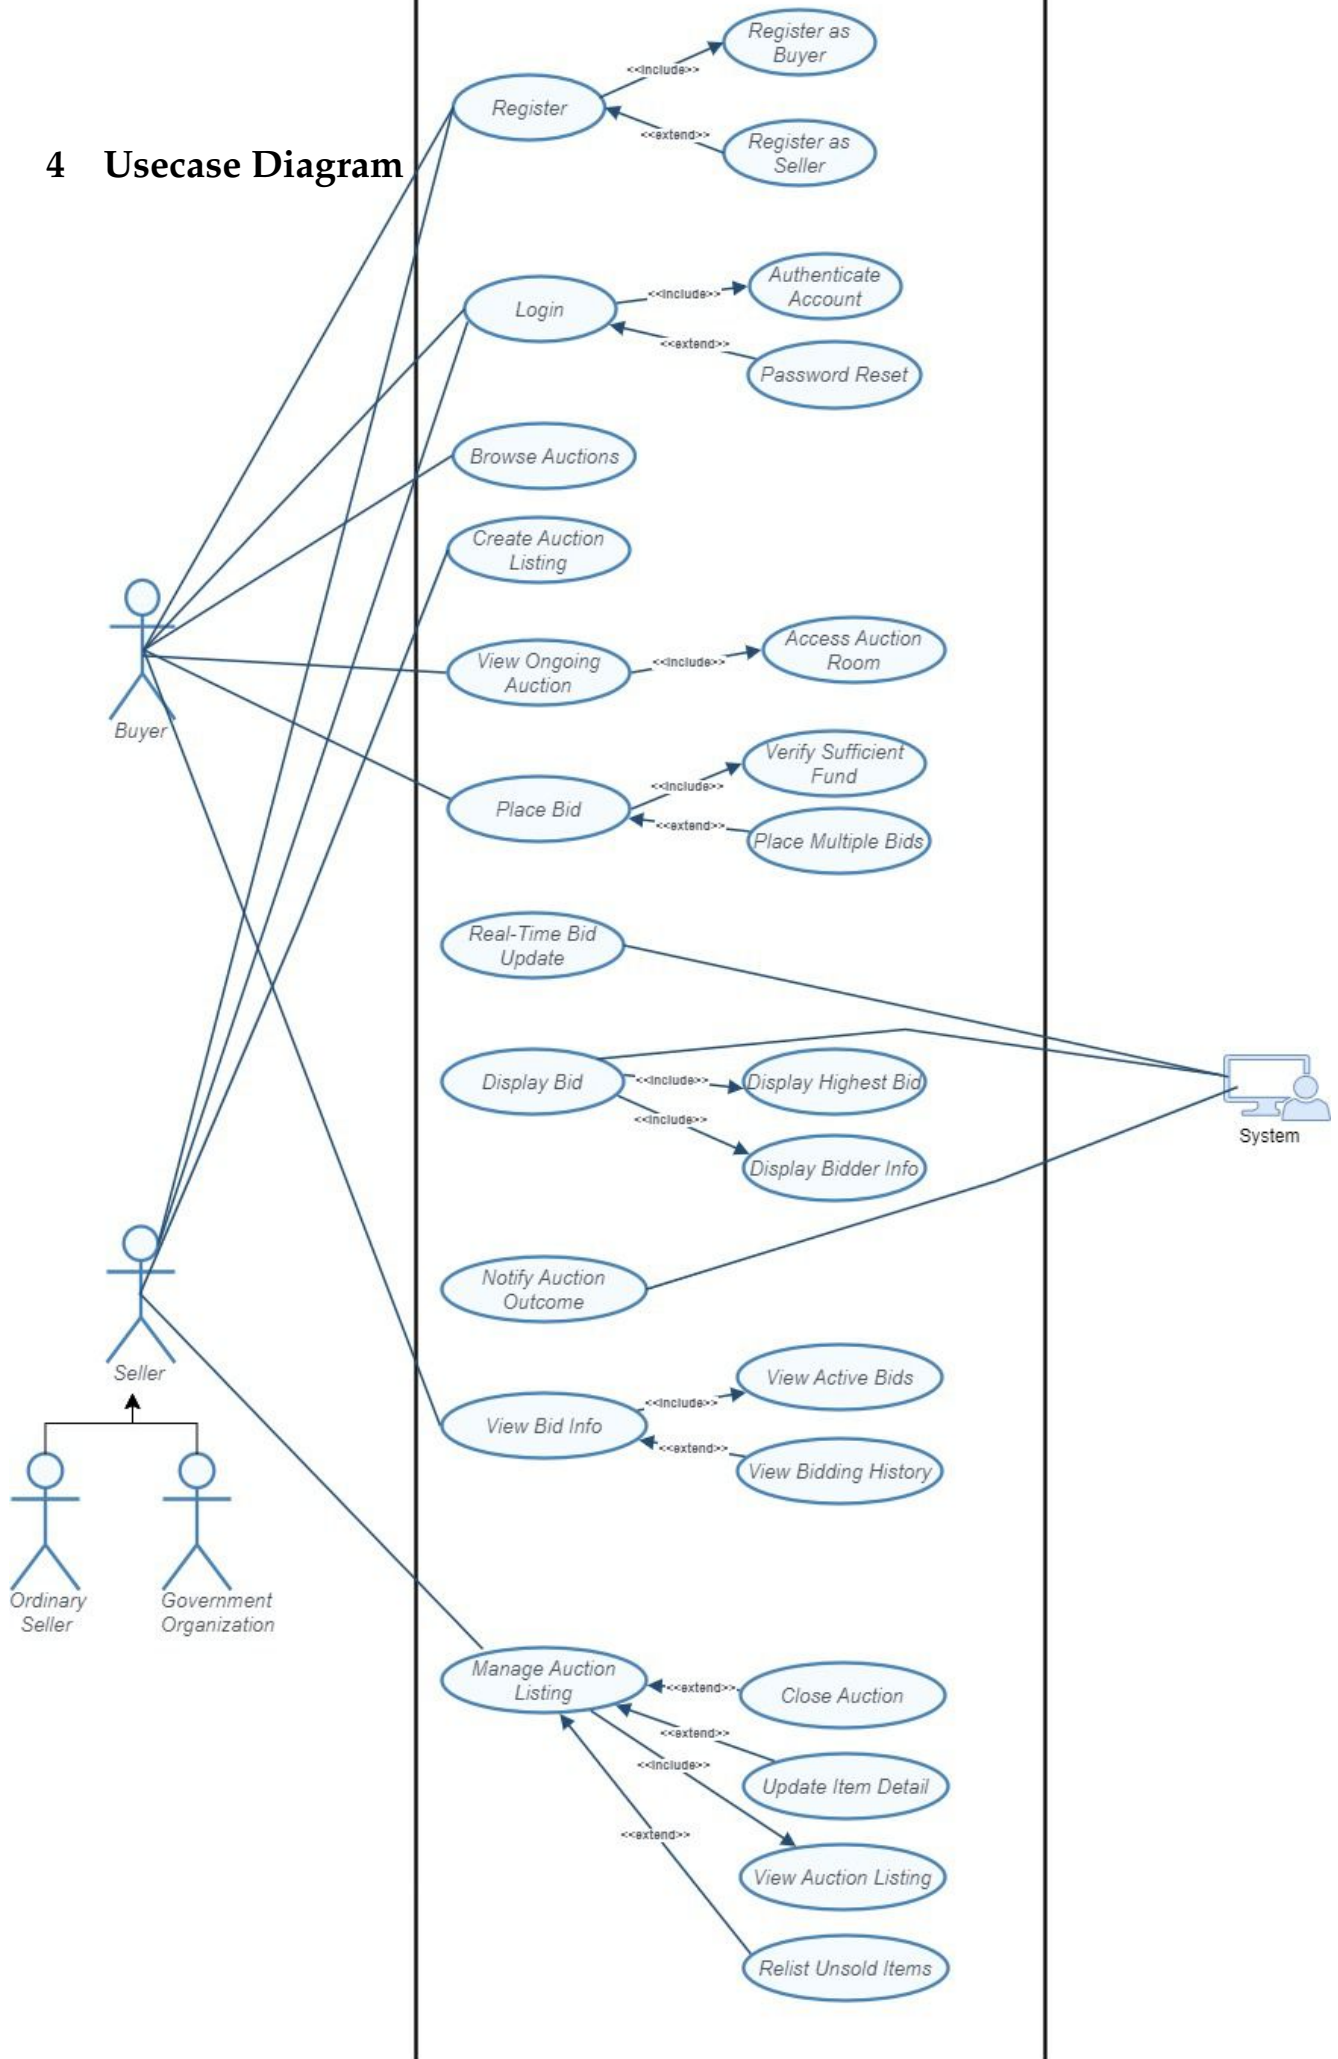 Register as
Buyer
<<include>>
Register
<<extend>>
Register as
Seller
4 Usecase Diagram
Authenticate
Account
<<include>>
Login
<<extend>>
Password Reset
Browse Auctions
Create Auction
Listing
Access Auction
Room
<<include>>
View Ongoing
Auction
Buyer
Verify Sufficient
Fund
<<include>>
Place Bid
<<extend>>
Place Multiple Bids
Real-Time Bid
Update
Display Bid
<<include>>
Display Highest Bid
<<include>>
System
Display Bidder Info
Notify Auction
Outcome
Seller
View Active Bids
<<include>>
View Bid Info
<<extend>>
View Bidding History
Ordinary
Seller
Government
Organization
Manage Auction
Listing
<<extend>>
Close Auction
<<extend>>
<<include>>
Update Item Detail
<<extend>>
View Auction Listing
Relist Unsold Items